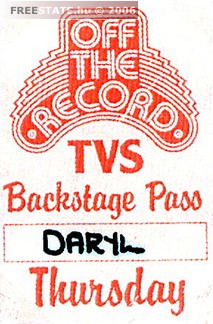 FREESTATE.hu © 2006
OFF
THE
RECORD
TVS
Backstage Pass
DARYL
Thursday